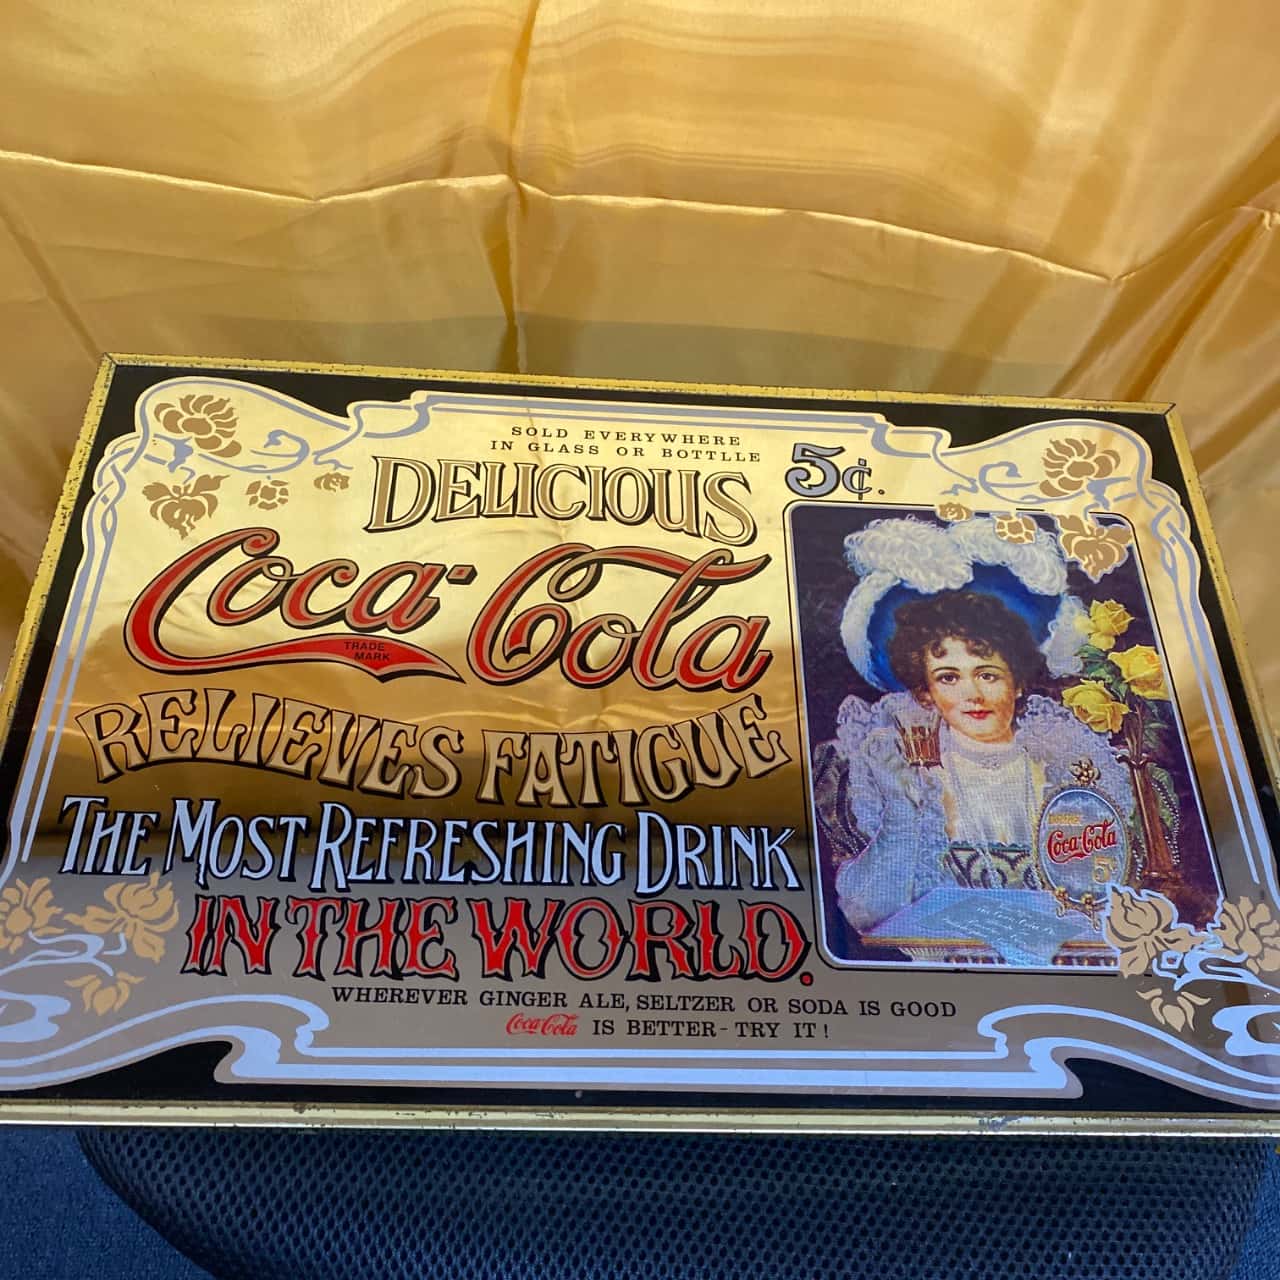 SOLD EVERYWHERE
IN GLASS OR BOTTLLE
5¢.
DELICIOUS
Coca-Cola
TRADE
MARK
RELIEVES FATIGUE
THE MOST REFRESHING DRINK
IN THE WORLD.
WHEREVER GINGER ALE, SELTZER OR SODA IS GOOD
Coca-Cola IS BETTER - TRY IT!
DRINK
Coca-Cola
5¢